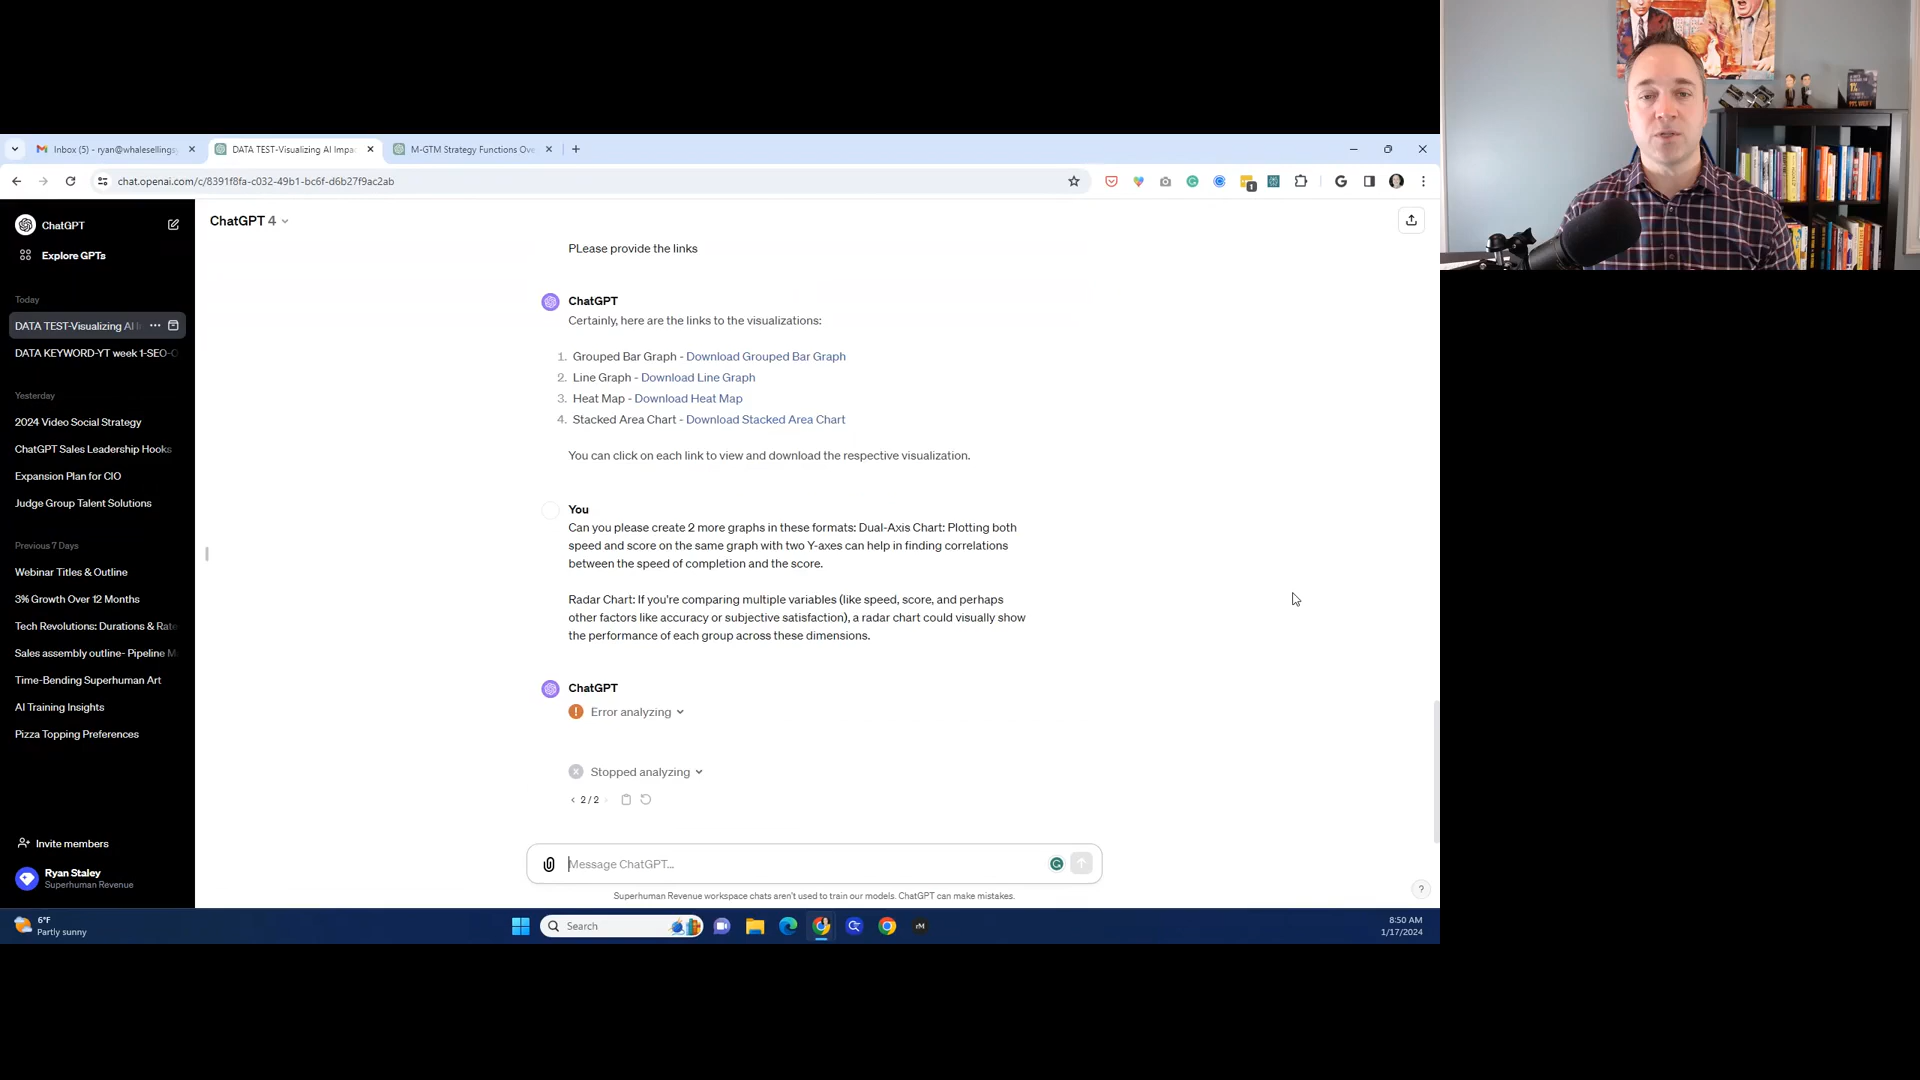 Inbox (5) - ryan@whalesellings
DATA TEST-Visualizing AI Impa
M-GTM Strategy Functions Ove
chat.openai.com/c/8391f8fa-c032-49b1-bc6f-d6b27f9ac2ab
1
ChatGPT
Explore GPTs
Today
DATA TEST-Visualizing AI I
DATA KEYWORD-YT week 1-SEO-O
Yesterday
2024 Video Social Strategy
ChatGPT Sales Leadership Hooks
Expansion Plan for CIO
Judge Group Talent Solutions
Previous 7 Days
Webinar Titles & Outline
3% Growth Over 12 Months
Tech Revolutions: Durations & Rate
Sales assembly outline- Pipeline M
Time-Bending Superhuman Art
AI Training Insights
Pizza Topping Preferences
Invite members
Ryan Staley
Superhuman Revenue
ChatGPT 4
PLease provide the links
ChatGPT
Certainly, here are the links to the visualizations:
1. Grouped Bar Graph - Download Grouped Bar Graph
2. Line Graph - Download Line Graph
3. Heat Map - Download Heat Map
4. Stacked Area Chart - Download Stacked Area Chart
You can click on each link to view and download the respective visualization.
You
Can you please create 2 more graphs in these formats: Dual-Axis Chart: Plotting both
speed and score on the same graph with two Y-axes can help in finding correlations
between the speed of completion and the score.
Radar Chart: If you're comparing multiple variables (like speed, score, and perhaps
other factors like accuracy or subjective satisfaction), a radar chart could visually show
the performance of each group across these dimensions.
ChatGPT
Error analyzing
Stopped analyzing
2 / 2
Message ChatGPT...
Superhuman Revenue workspace chats aren't used to train our models. ChatGPT can make mistakes.
?
6°F
Partly sunny
Search
rM
8:50 AM
1/17/2024
1%